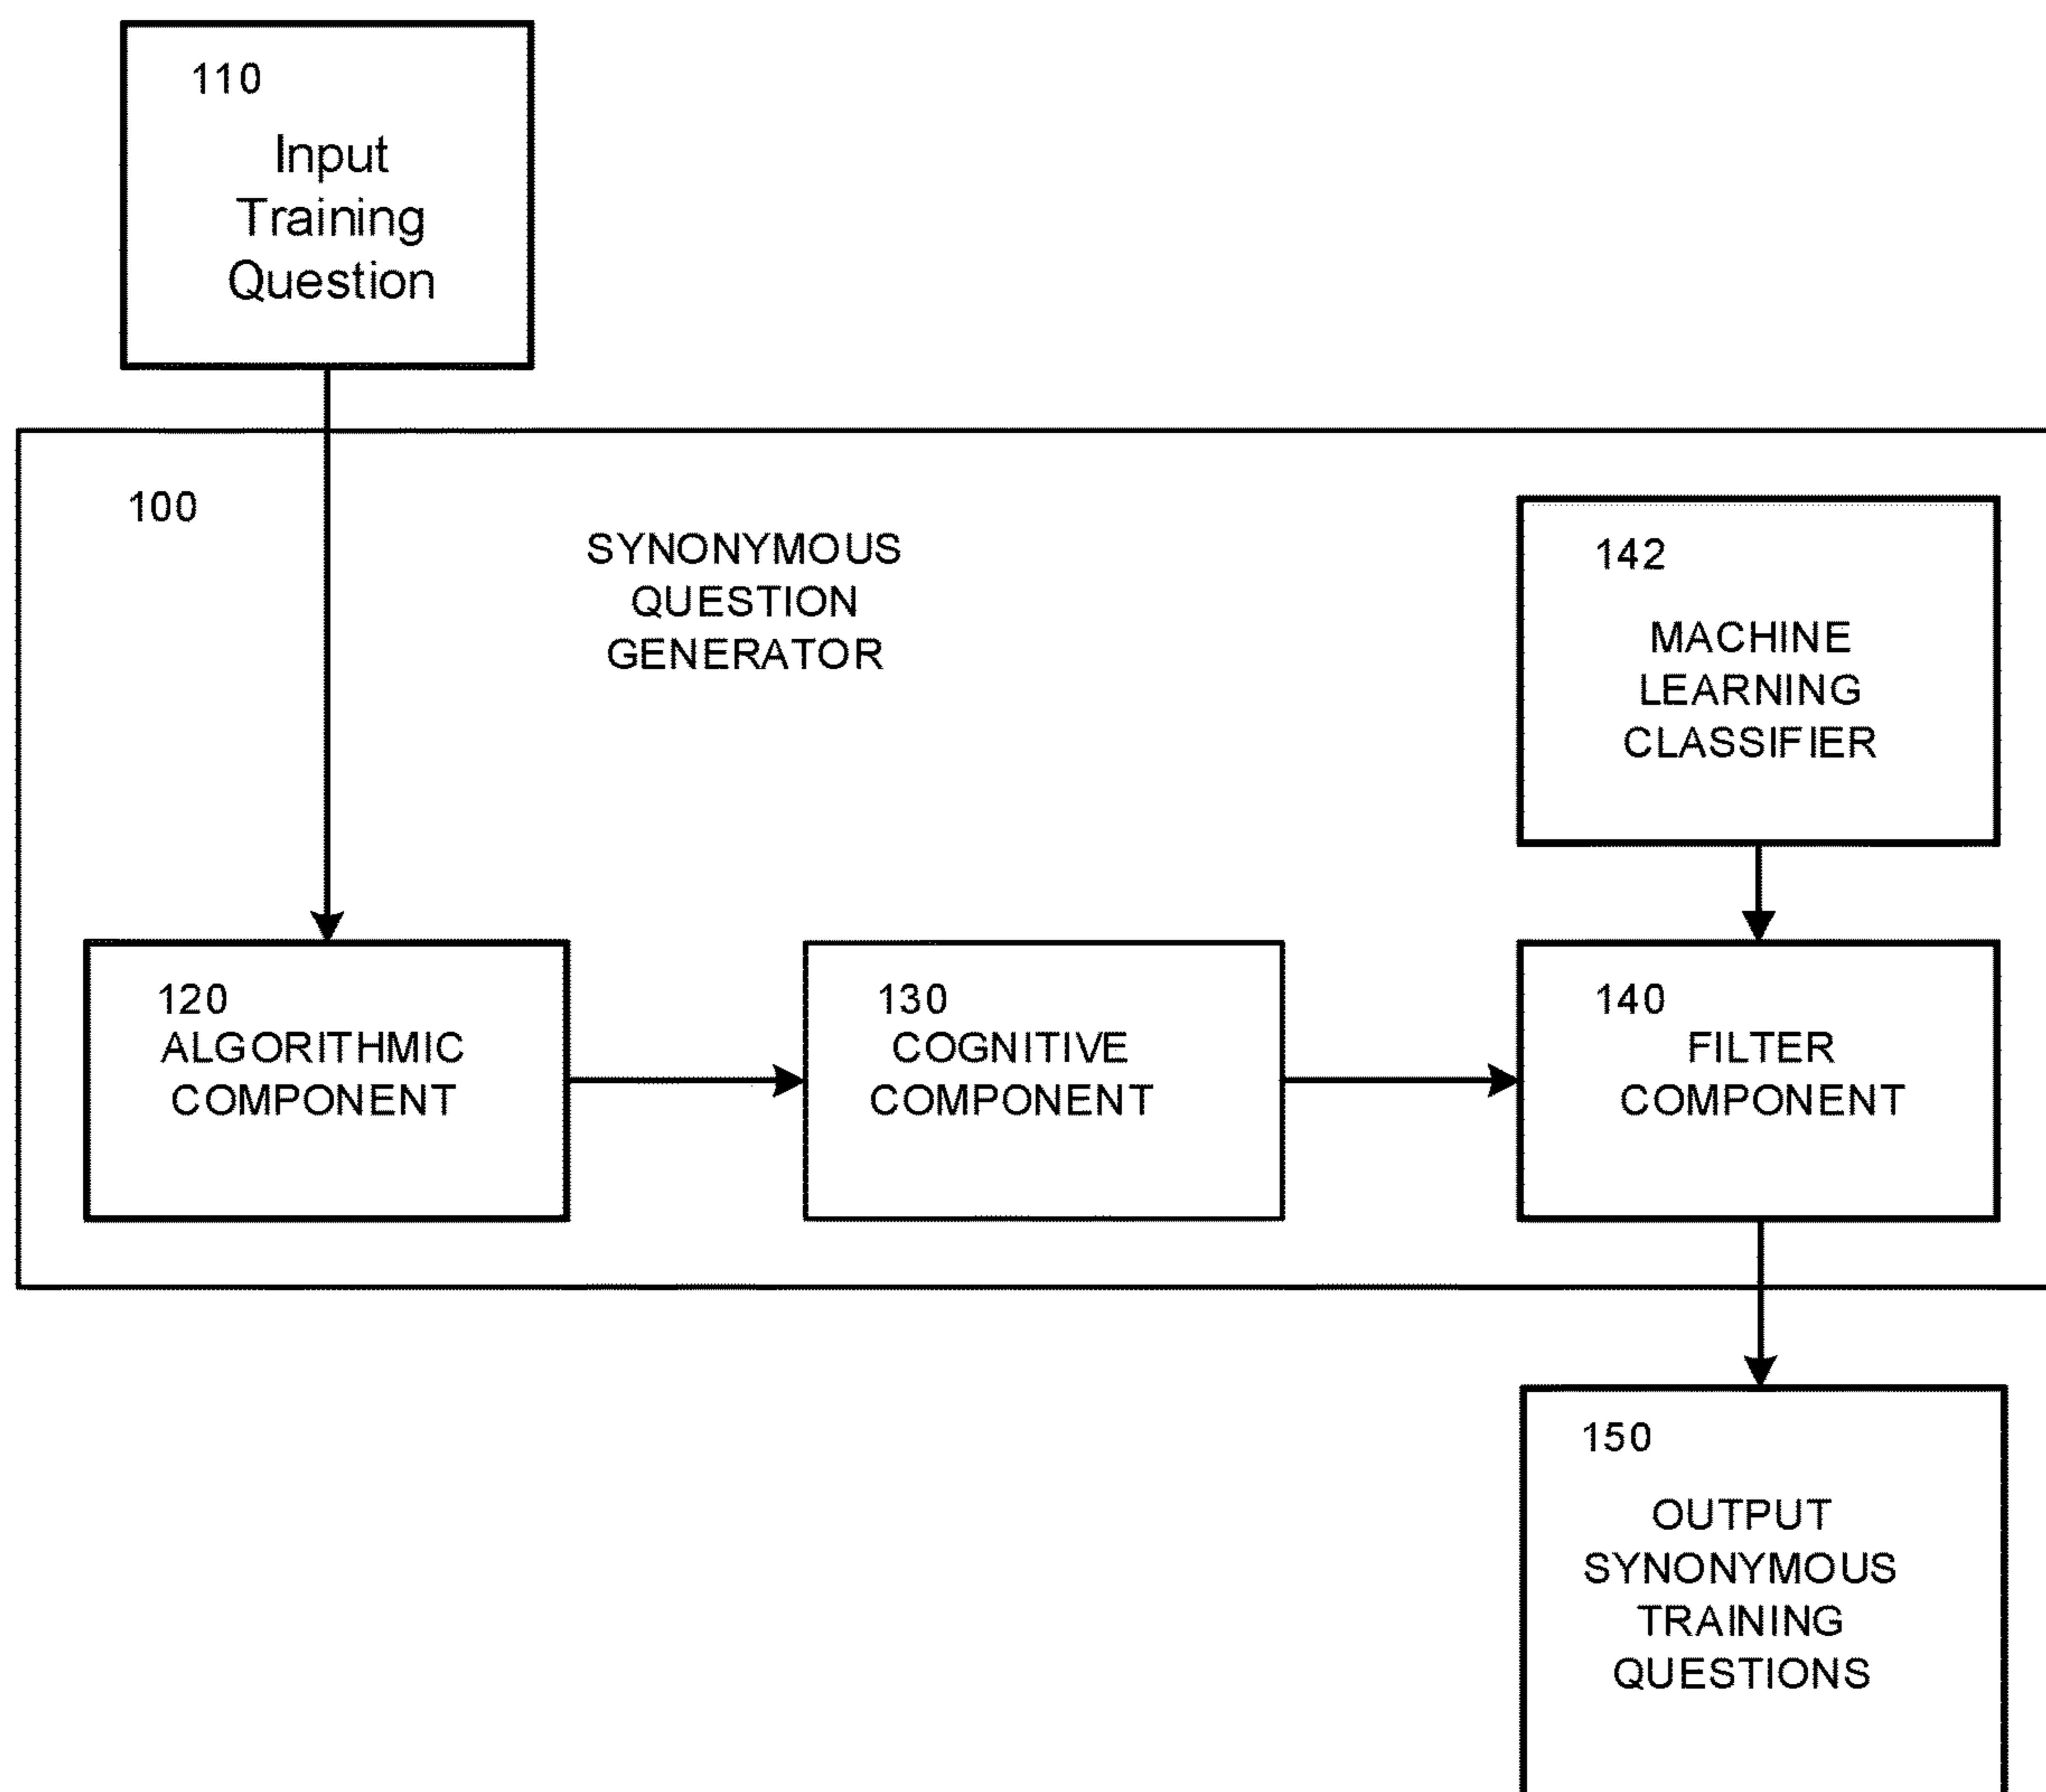 110
Input
Training
Question
100
SYNONYMOUS
QUESTION
GENERATOR
142
MACHINE
LEARNING
CLASSIFIER
120
ALGORITHMIC
COMPONENT
130
COGNITIVE
COMPONENT
140
FILTER
COMPONENT
150
OUTPUT
SYNONYMOUS
TRAINING
QUESTIONS